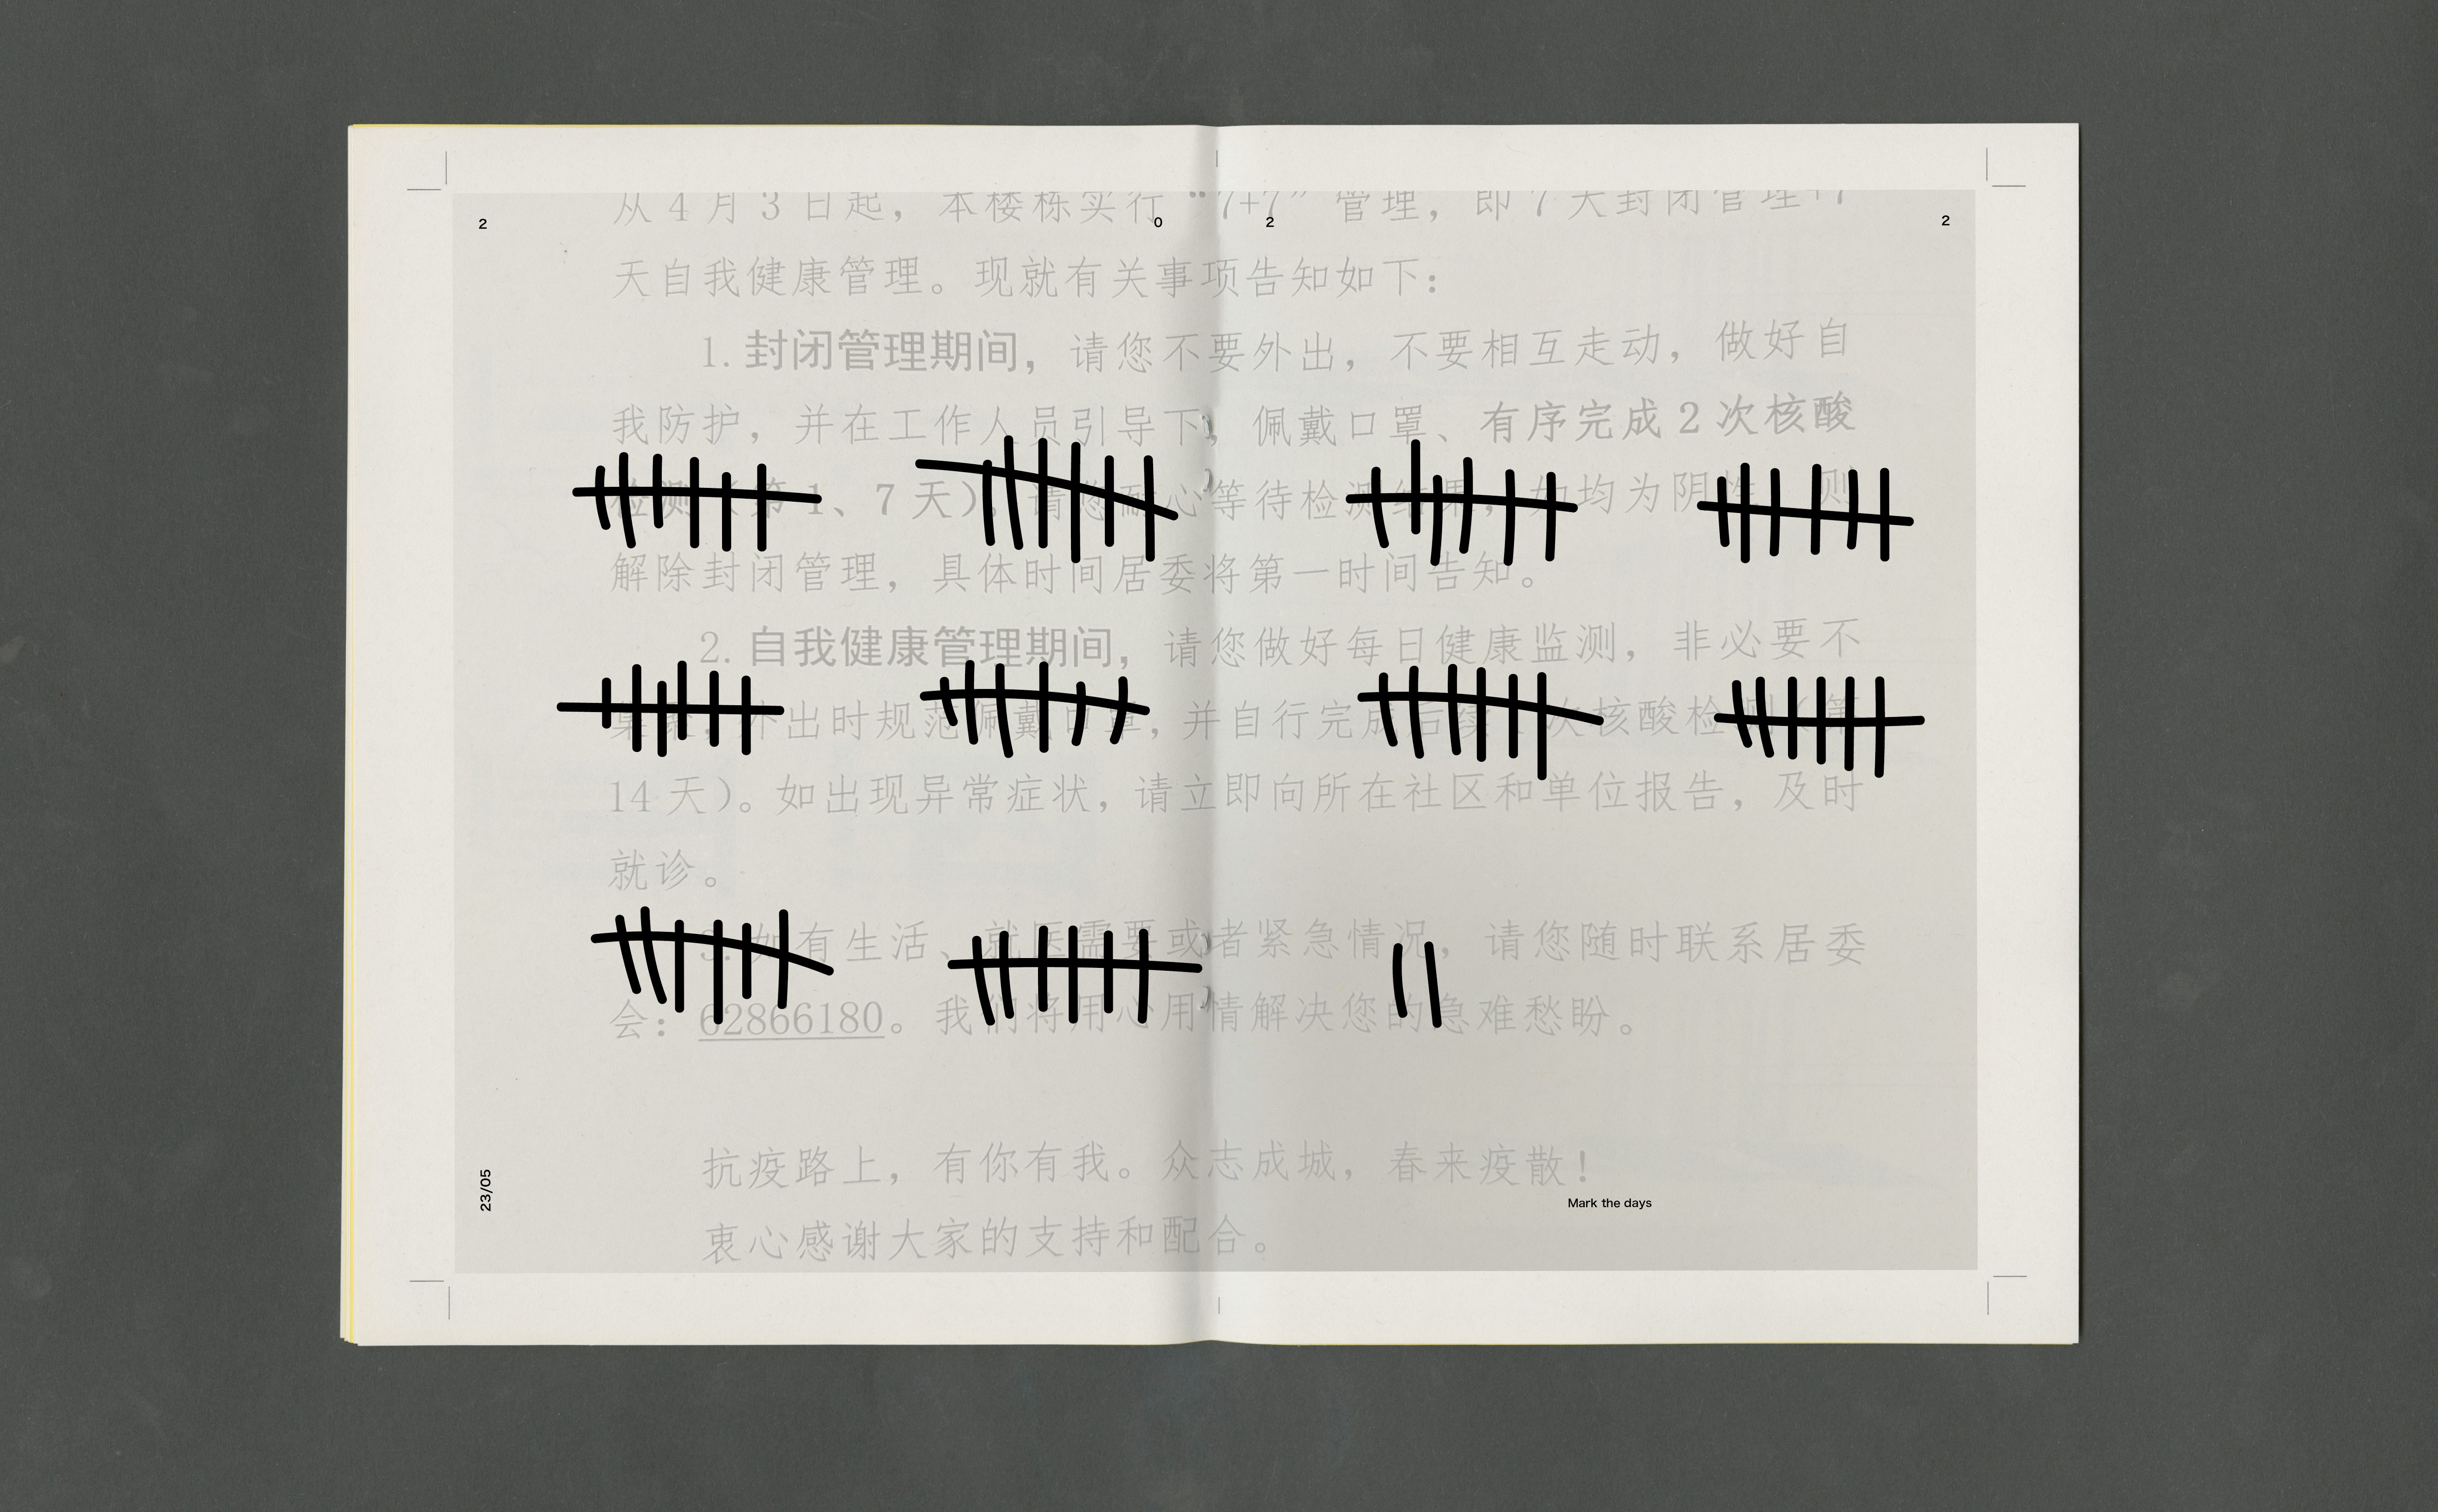 2 0 2 2
从 4 月 3 日起，本楼栋实行“7+7”管理，即 7 天封闭管理+7
天自我健康管理。现就有关事项告知如下：
1. 封闭管理期间，请您不要外出，不要相互走动，做好自
我防护，并在工作人员引导下，佩戴口罩、有序完成 2 次核酸
检测（第 1、7 天），请您耐心等待检测结果，如均为阴性，则
解除封闭管理，具体时间居委将第一时间告知。
2. 自我健康管理期间，请您做好每日健康监测，非必要不
聚集，外出时规范佩戴口罩，并自行完成后续 1 次核酸检测（第
14 天）。如出现异常症状，请立即向所在社区和单位报告，及时
就诊。
3. 如有生活、就医需要或者紧急情况，请您随时联系居委
会：62866180。我们将用心用情解决您的急难愁盼。
抗疫路上，有你有我。众志成城，春来疫散！
衷心感谢大家的支持和配合。
23/05
Mark the days